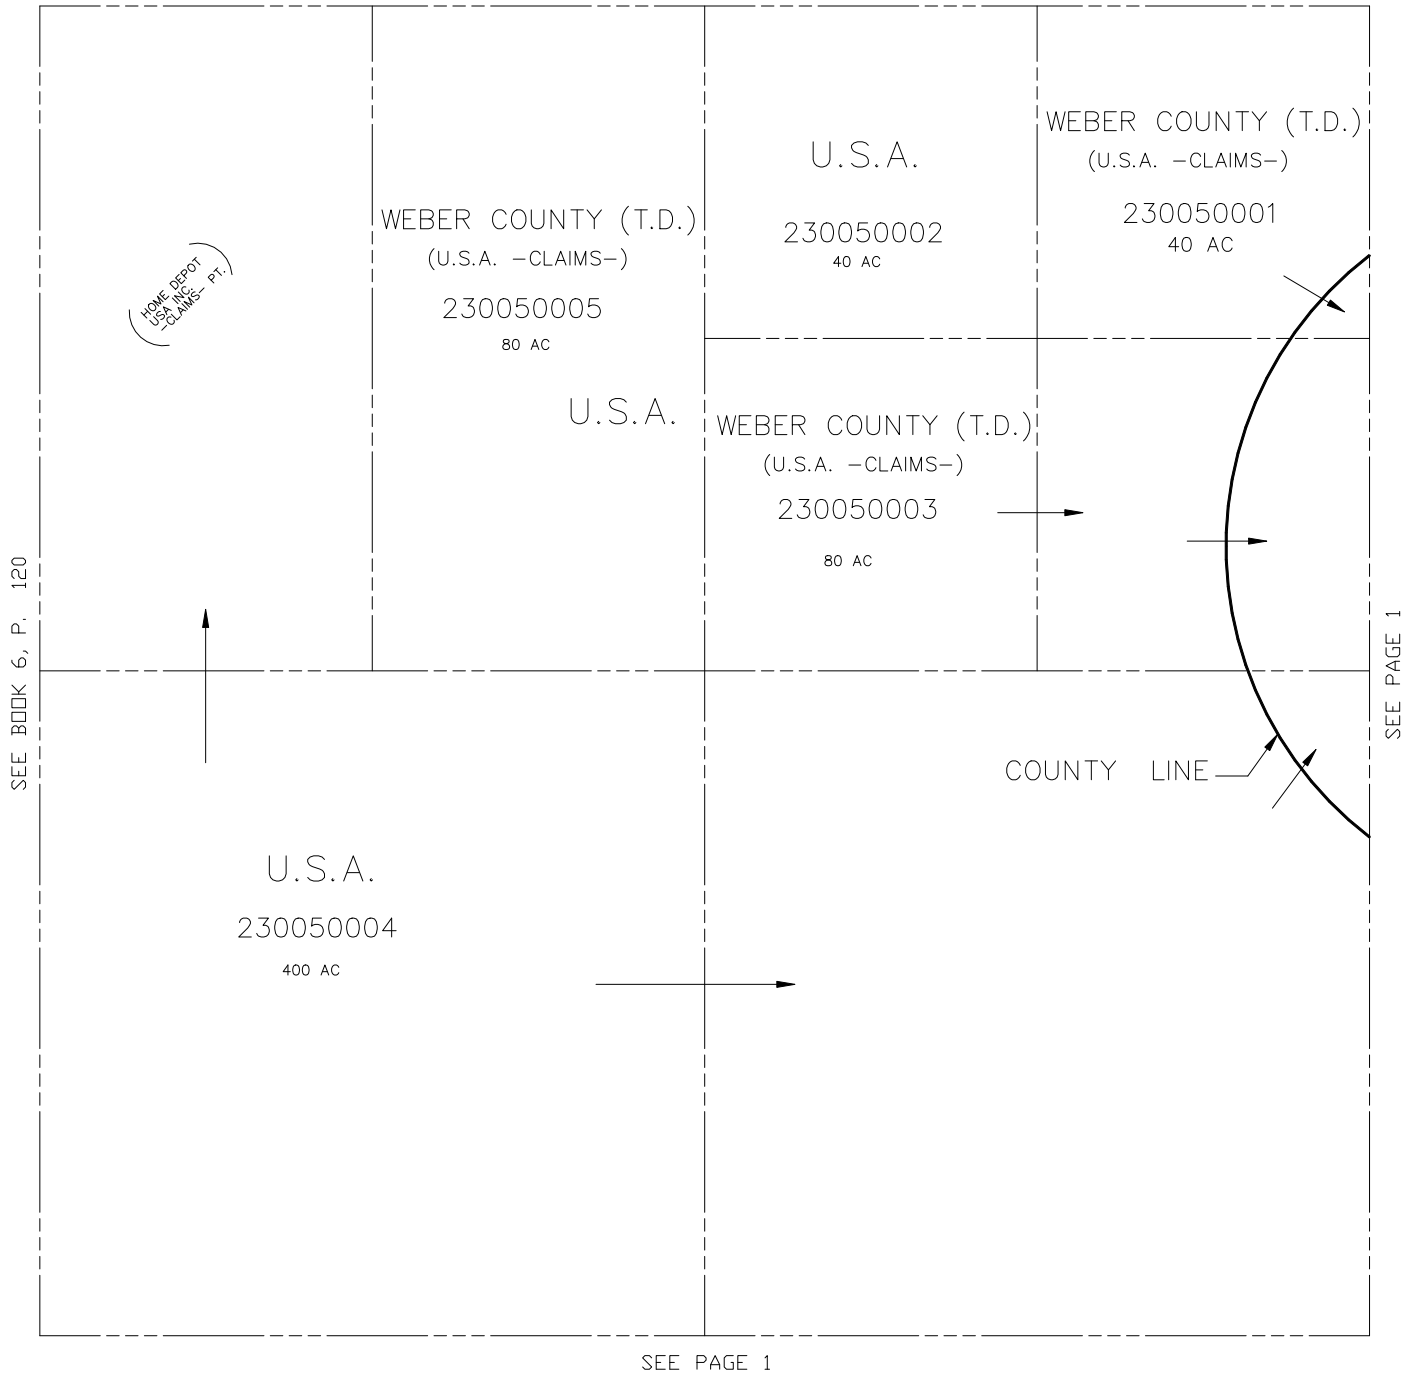 WEBER COUNTY (T.D.)
(U.S.A. -CLAIMS-)
230050001
40 AC
U.S.A.
230050002
40 AC
WEBER COUNTY (T.D.)
(U.S.A. -CLAIMS-)
230050005
80 AC
U.S.A.
HOME DEPOT
USA INC.
-CLAIMS- PT.
WEBER COUNTY (T.D.)
(U.S.A. -CLAIMS-)
230050003
80 AC
SEE BOOK 6, P. 120
SEE PAGE 1
COUNTY LINE
U.S.A.
230050004
400 AC
SEE PAGE 1